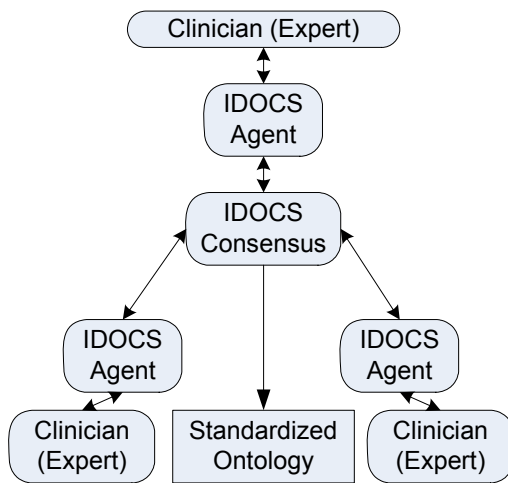 Clinician (Expert)
IDOCS
Agent
IDOCS
Consensus
IDOCS
Agent
IDOCS
Agent
Clinician
(Expert)
Standardized
Ontology
Clinician
(Expert)